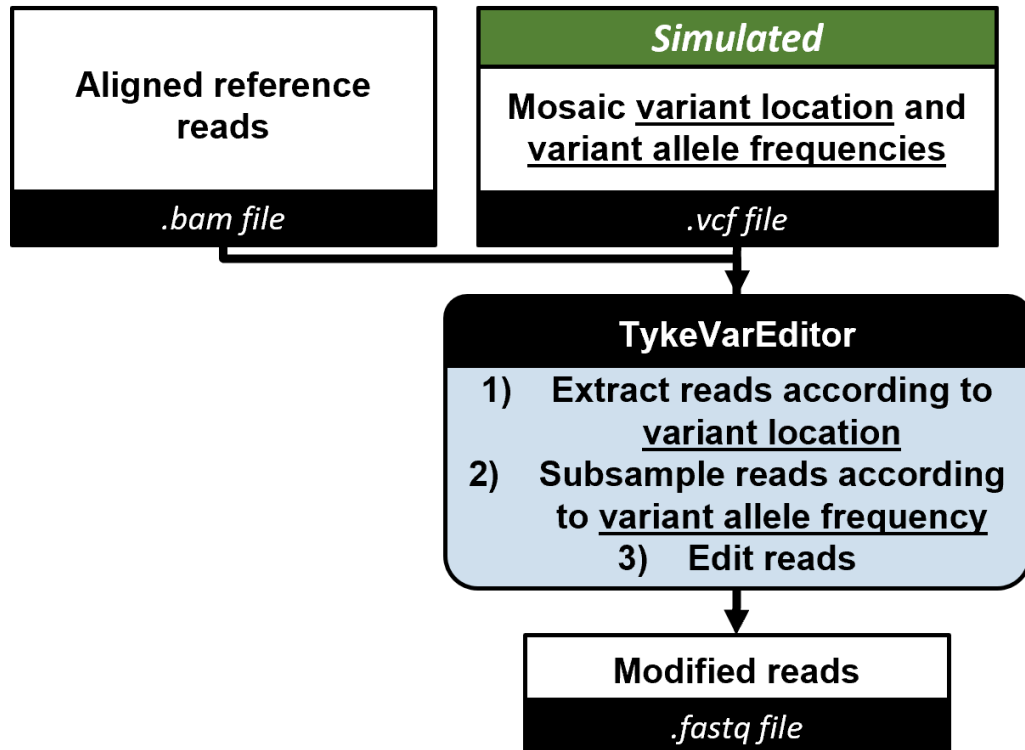 Aligned reference
reads
.bam file
Simulated
Mosaic variant location and
variant allele frequencies
.vcf file
TykeVarEditor
1) Extract reads according to
variant location
2) Subsample reads according
to variant allele frequency
3) Edit reads
Modified reads
.fastq file